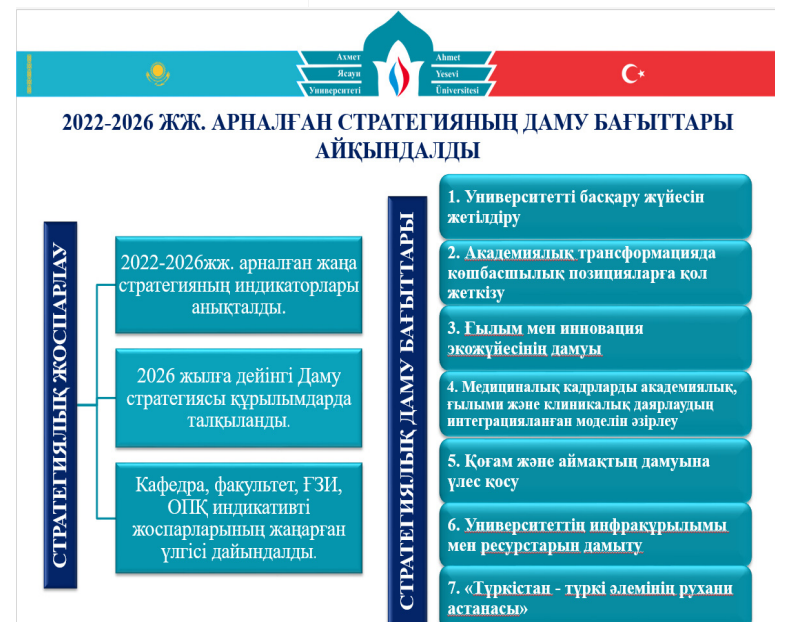 Ахмет
Ясауи
Университеті
Ahmet
Yesevi
Üniversitesi
2022-2026 ЖЖ. АРНАЛҒАН СТРАТЕГИЯНЫҢ ДАМУ БАҒЫТТАРЫ
АЙҚЫНДАЛДЫ
СТРАТЕГИЯЛЫҚ ЖОСПАРЛАУ
2022-2026жж. арналған жаңа
стратегияның индикаторлары
анықталды.
2026 жылға дейінгі Даму
стратегиясы құрылымдарда
талқыланды.
Кафедра, факультет, ҒЗИ,
ОПҚ индикативті
жоспарларының жаңарған
үлгісі дайындалды.
СТРАТЕГИЯЛЫҚ ДАМУ БАҒЫТТАРЫ
1. Университетті басқару жүйесін
жетілдіру
2. Академиялық трансформацияда
көшбасшылық позицияларға қол
жеткізу
3. Ғылым мен инновация
экожүйесінің дамуы
4. Медициналық кадрларды академиялық,
ғылыми және клиникалық даярлаудың
интеграцияланған моделін әзірлеу
5. Қоғам және аймақтың дамуына
үлес қосу
6. Университеттің инфрақұрылымы
мен ресурстарын дамыту
7. «Түркістан - түркі әлемінің рухани
астанасы»